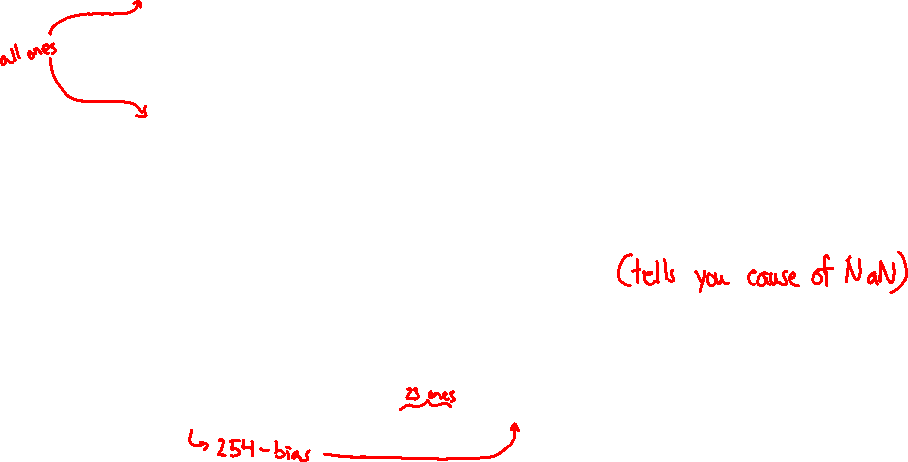 all ones
(tells you cause of NaN)
23 ones
↳ 254-bias